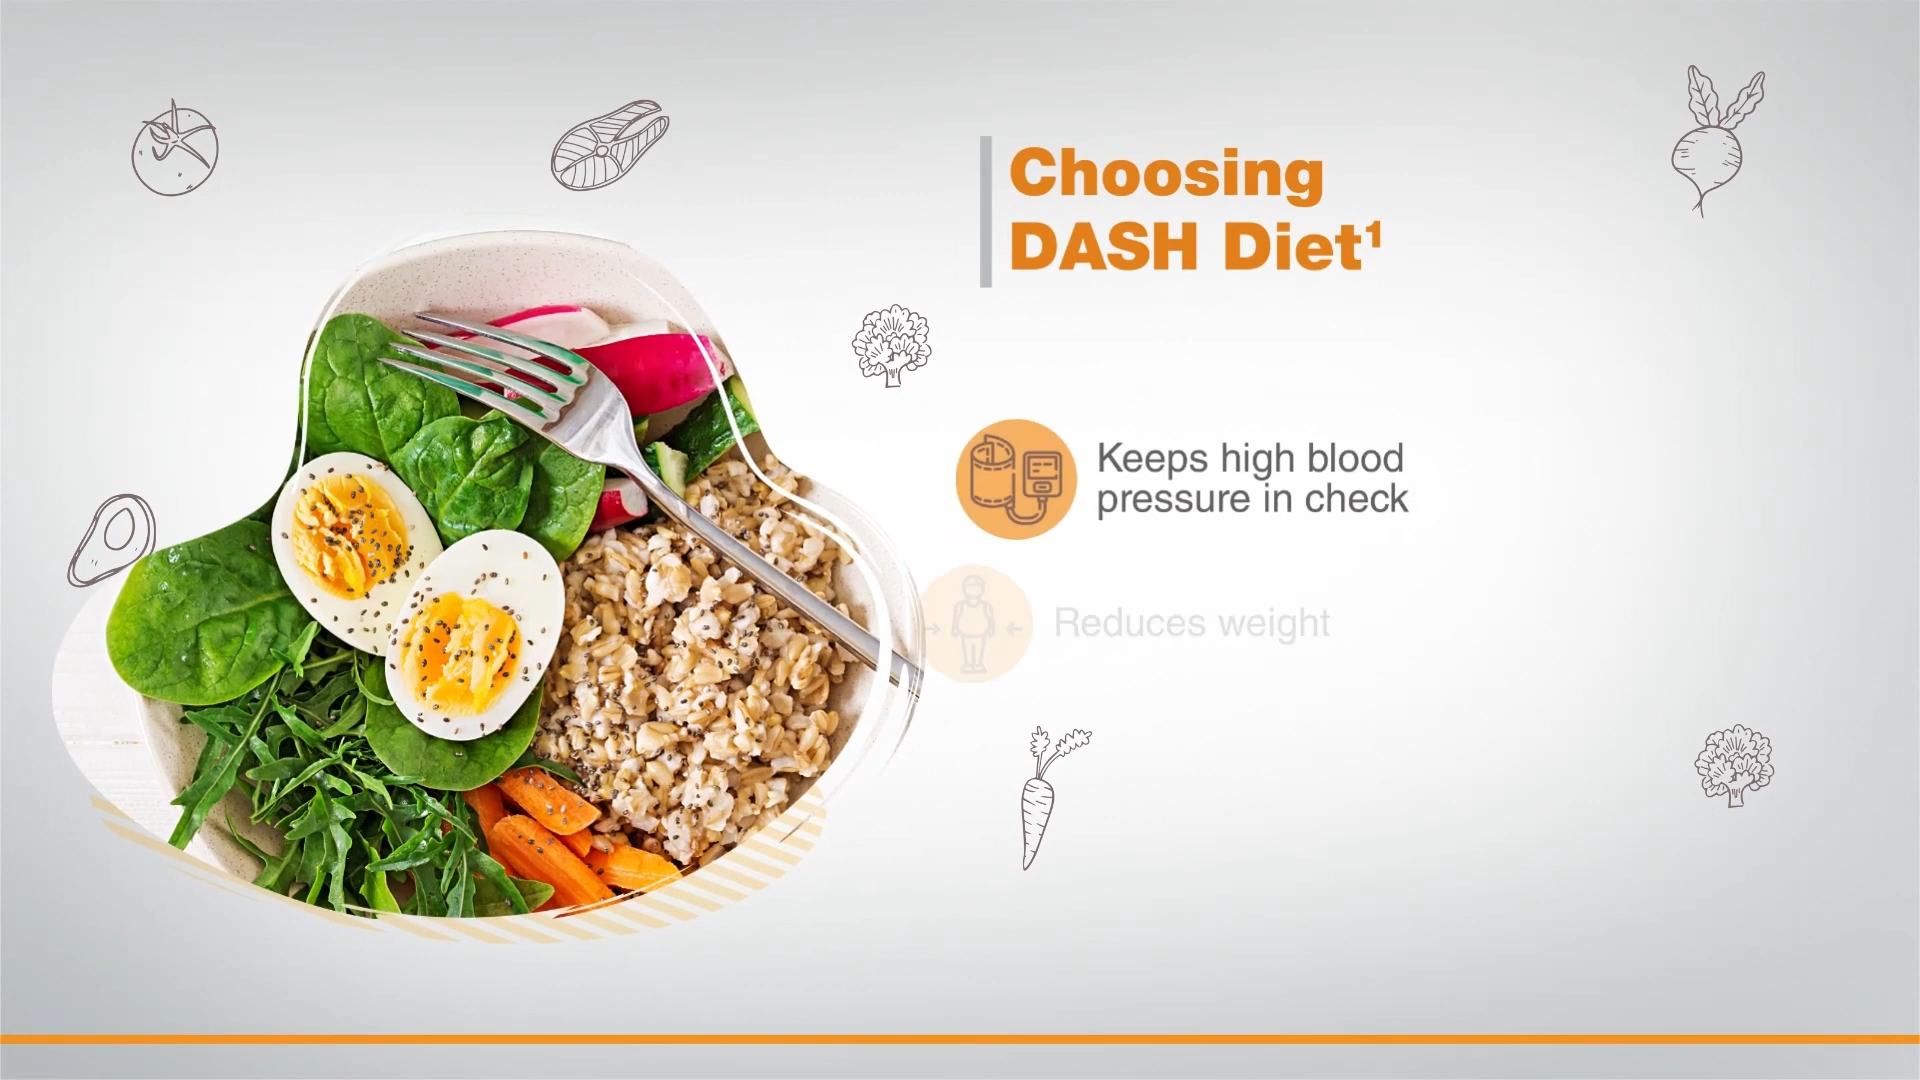 Choosing
DASH Diet¹
Keeps high blood
pressure in check
Reduces weight